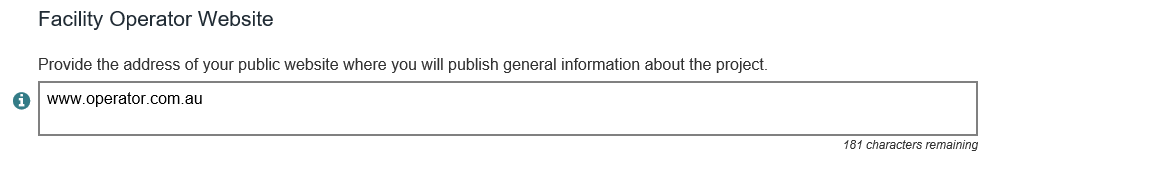 Facility Operator Website
Provide the address of your public website where you will publish general information about the project.
www.operator.com.au
181 characters remaining